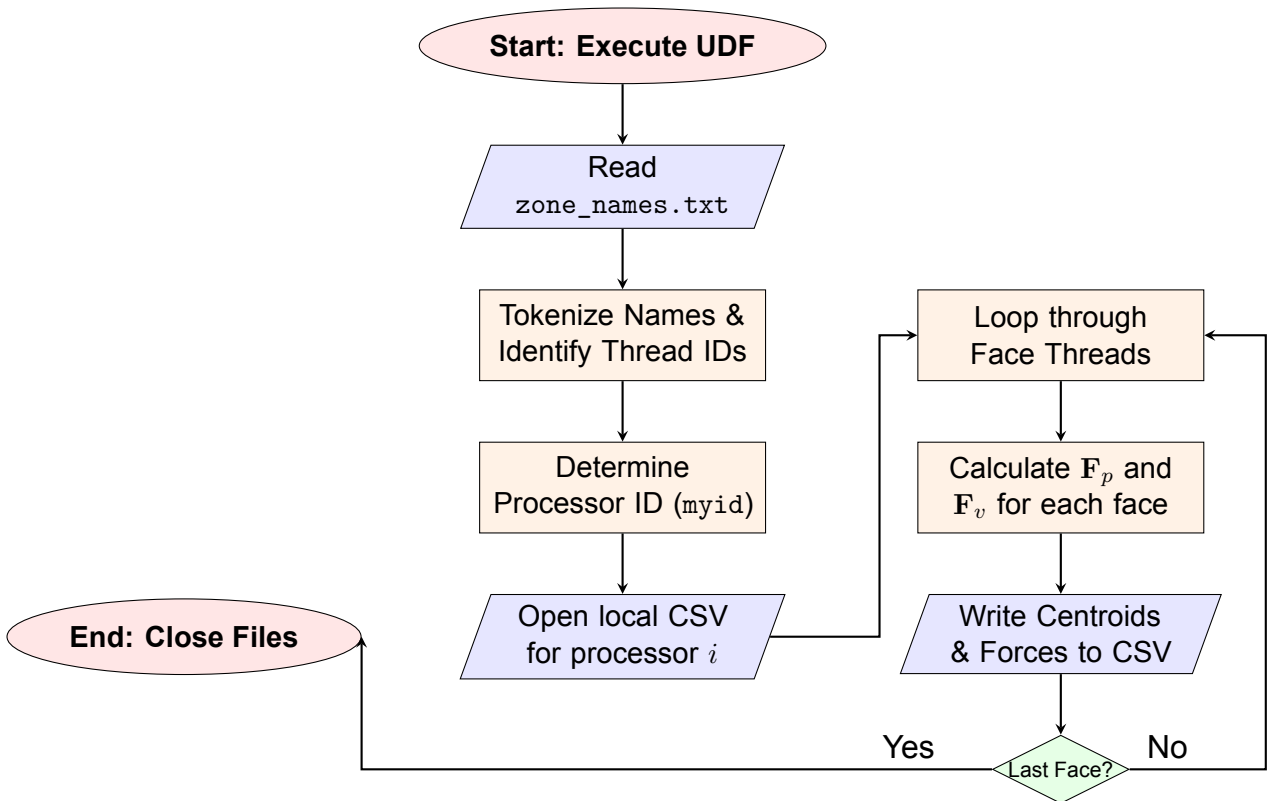 Start: Execute UDF
Read
zone_names.txt
Tokenize Names &
Identify Thread IDs
Determine
Processor ID (myid)
Open local CSV
for processor i
Loop through
Face Threads
Calculate F_p and
F_v for each face
Write Centroids
& Forces to CSV
Last Face?
Yes
No
End: Close Files